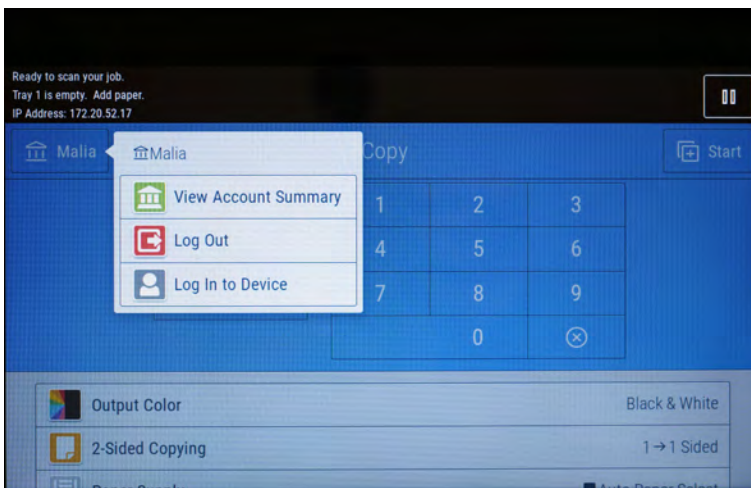 Ready to scan your job.
Tray 1 is empty. Add paper.
IP Address: 172.20.52.17
Malia
Malia
Copy
Start
View Account Summary
Log Out
Log In to Device
1 2 3
4 5 6
7 8 9
0
Output Color Black & White
2-Sided Copying 1→1 Sided
Auto Paper Select